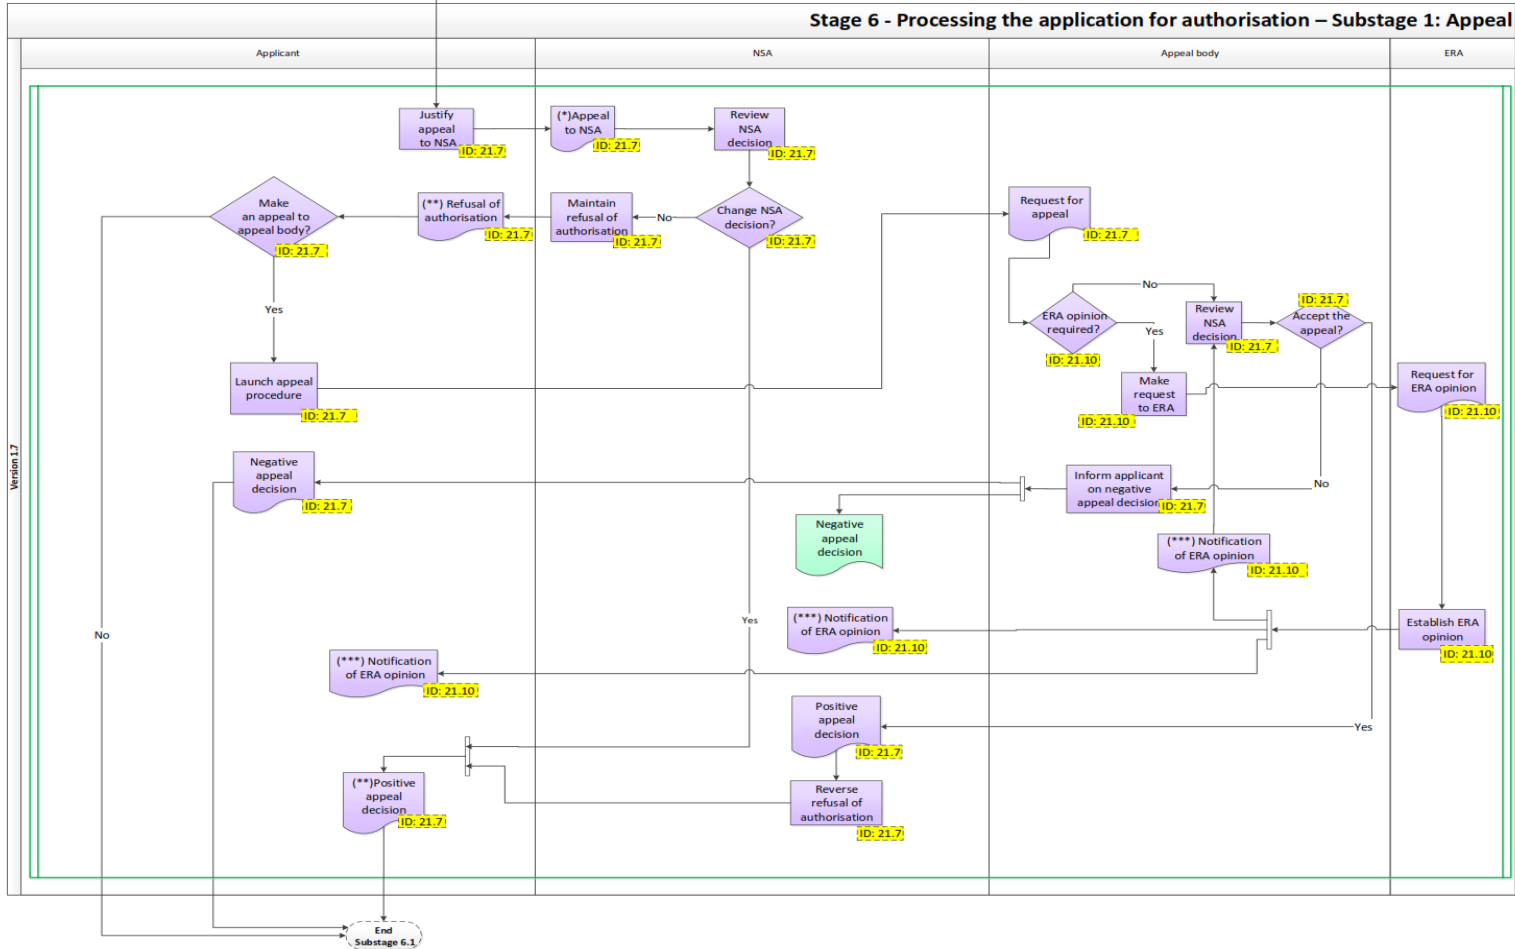 Stage 6 - Processing the application for authorisation – Substage 1: Appeal
Applicant
NSA
Appeal body
ERA
Version 1.7
Justify
appeal
to NSA
ID: 21.7
(*)Appeal
to NSA
ID: 21.7
Review
NSA
decision
ID: 21.7
Make
an appeal to
appeal body?
ID: 21.7
(**) Refusal of
authorisation
ID: 21.7
Maintain
refusal of
authorisation
ID: 21.7
No
Change NSA
decision?
ID: 21.7
Request for
appeal
ID: 21.7
No
ERA opinion
required?
ID: 21.10
Yes
Review
NSA
decision
ID: 21.7
ID: 21.7
Accept the
appeal?
Yes
Launch appeal
procedure
ID: 21.7
Make
request
to ERA
ID: 21.10
Request for
ERA opinion
ID: 21.10
Negative
appeal
decision
ID: 21.7
Inform applicant
on negative
appeal decision
ID: 21.7
No
Negative
appeal
decision
(***) Notification
of ERA opinion
ID: 21.10
No
Yes
(***) Notification
of ERA opinion
ID: 21.10
Establish ERA
opinion
ID: 21.10
(***) Notification
of ERA opinion
ID: 21.10
Positive
appeal
decision
ID: 21.7
Yes
(**)Positive
appeal
decision
ID: 21.7
Reverse
refusal of
authorisation
ID: 21.7
End
Substage 6.1